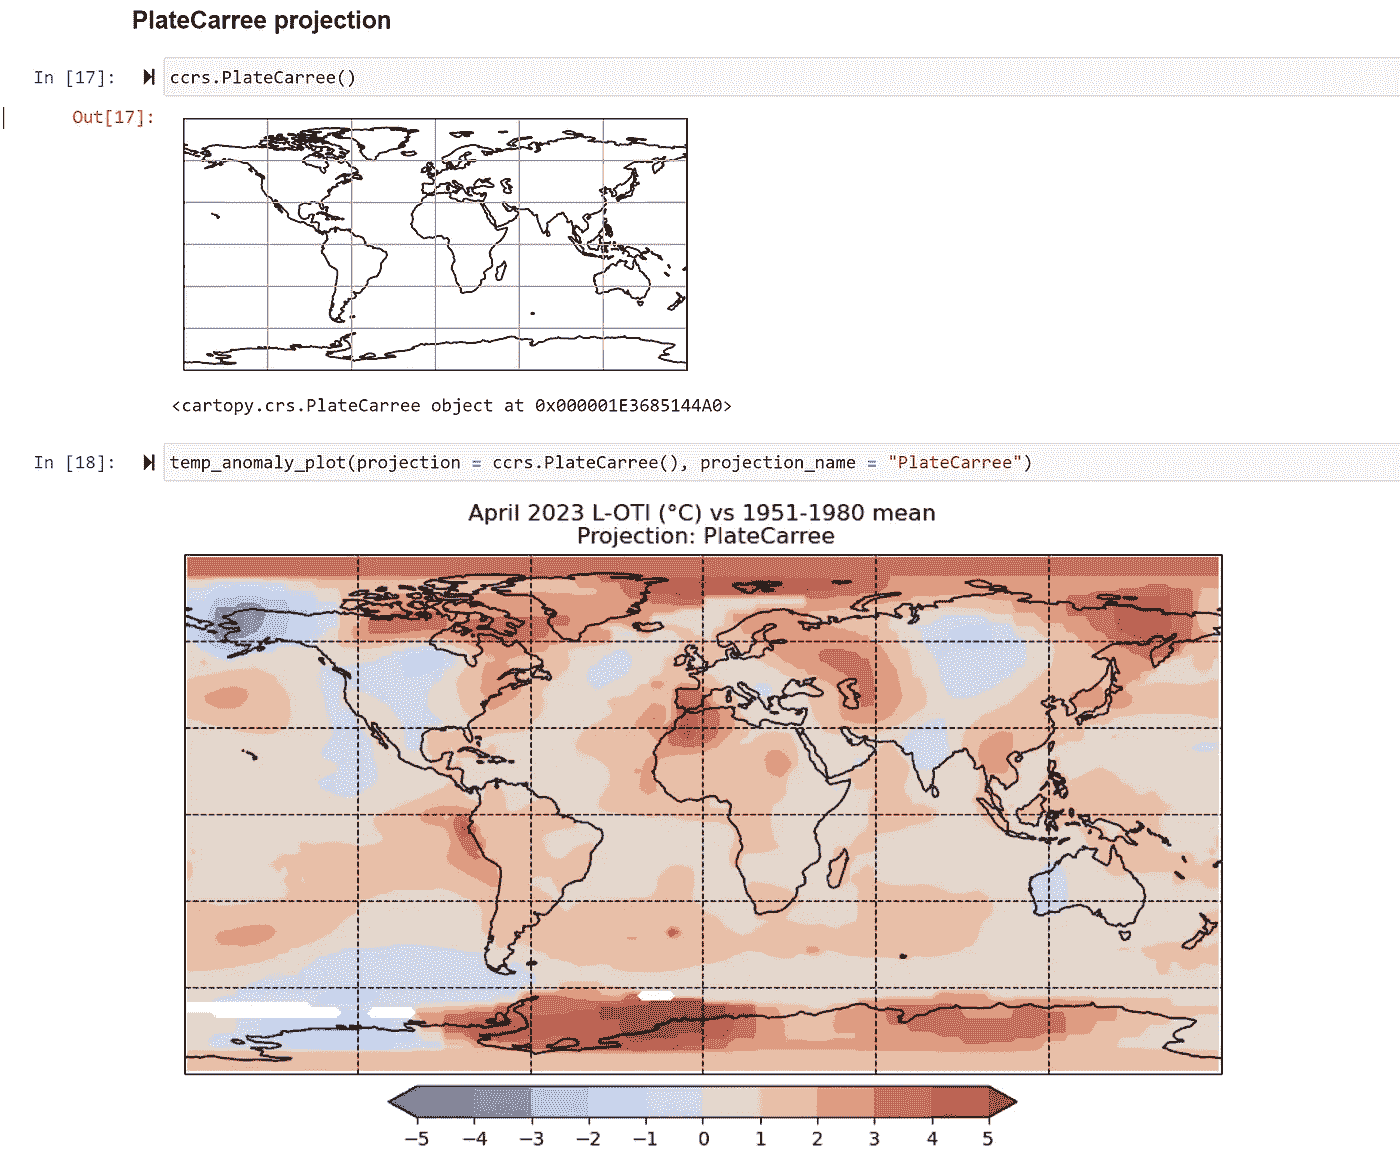 PlateCarree projection
In [17]:
ccrs.PlateCarree()
Out[17]:
<cartopy.crs.PlateCarree object at 0x000001E3685144A0>
In [18]:
temp_anomaly_plot(projection = ccrs.PlateCarree(), projection_name = "PlateCarree")
April 2023 L-OTI (°C) vs 1951-1980 mean
Projection: PlateCarree
−5 −4 −3 −2 −1 0 1 2 3 4 5